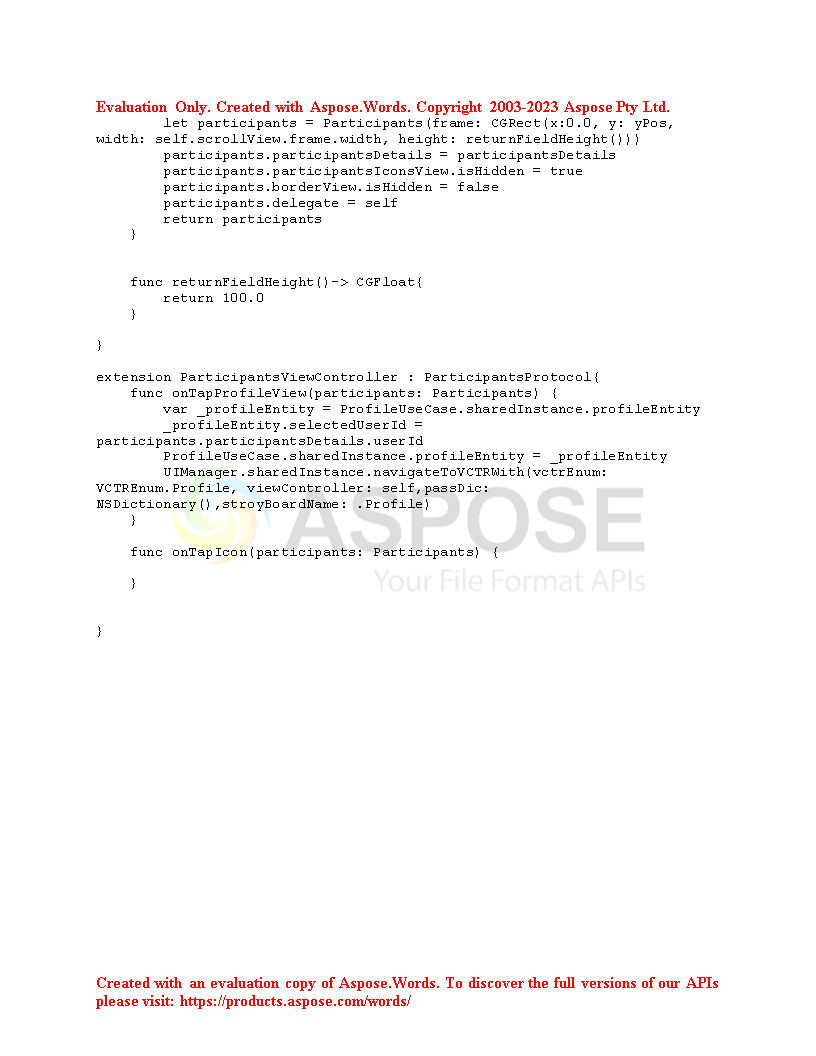 Evaluation Only. Created with Aspose.Words. Copyright 2003-2023 Aspose Pty Ltd.
        let participants = Participants(frame: CGRect(x:0.0, y: yPos,
width: self.scrollView.frame.width, height: returnFieldHeight()))
        participants.participantsDetails = participantsDetails
        participants.participantsIconsView.isHidden = true
        participants.borderView.isHidden = false
        participants.delegate = self
        return participants
    }
    func returnFieldHeight()-> CGFloat{
        return 100.0
    }
}
extension ParticipantsViewController : ParticipantsProtocol{
    func onTapProfileView(participants: Participants) {
        var _profileEntity = ProfileUseCase.sharedInstance.profileEntity
        _profileEntity.selectedUserId =
participants.participantsDetails.userId
        ProfileUseCase.sharedInstance.profileEntity = _profileEntity
        UIManager.sharedInstance.navigateToVCTRWith(vctrEnum:
VCTREnum.Profile, viewController: self,passDic:
NSDictionary(),stroyBoardName: .Profile)
    }
ASPOSE
    func onTapIcon(participants: Participants) {
Your File Format APIs
    }
}
Created with an evaluation copy of Aspose.Words. To discover the full versions of our APIs
please visit: https://products.aspose.com/words/